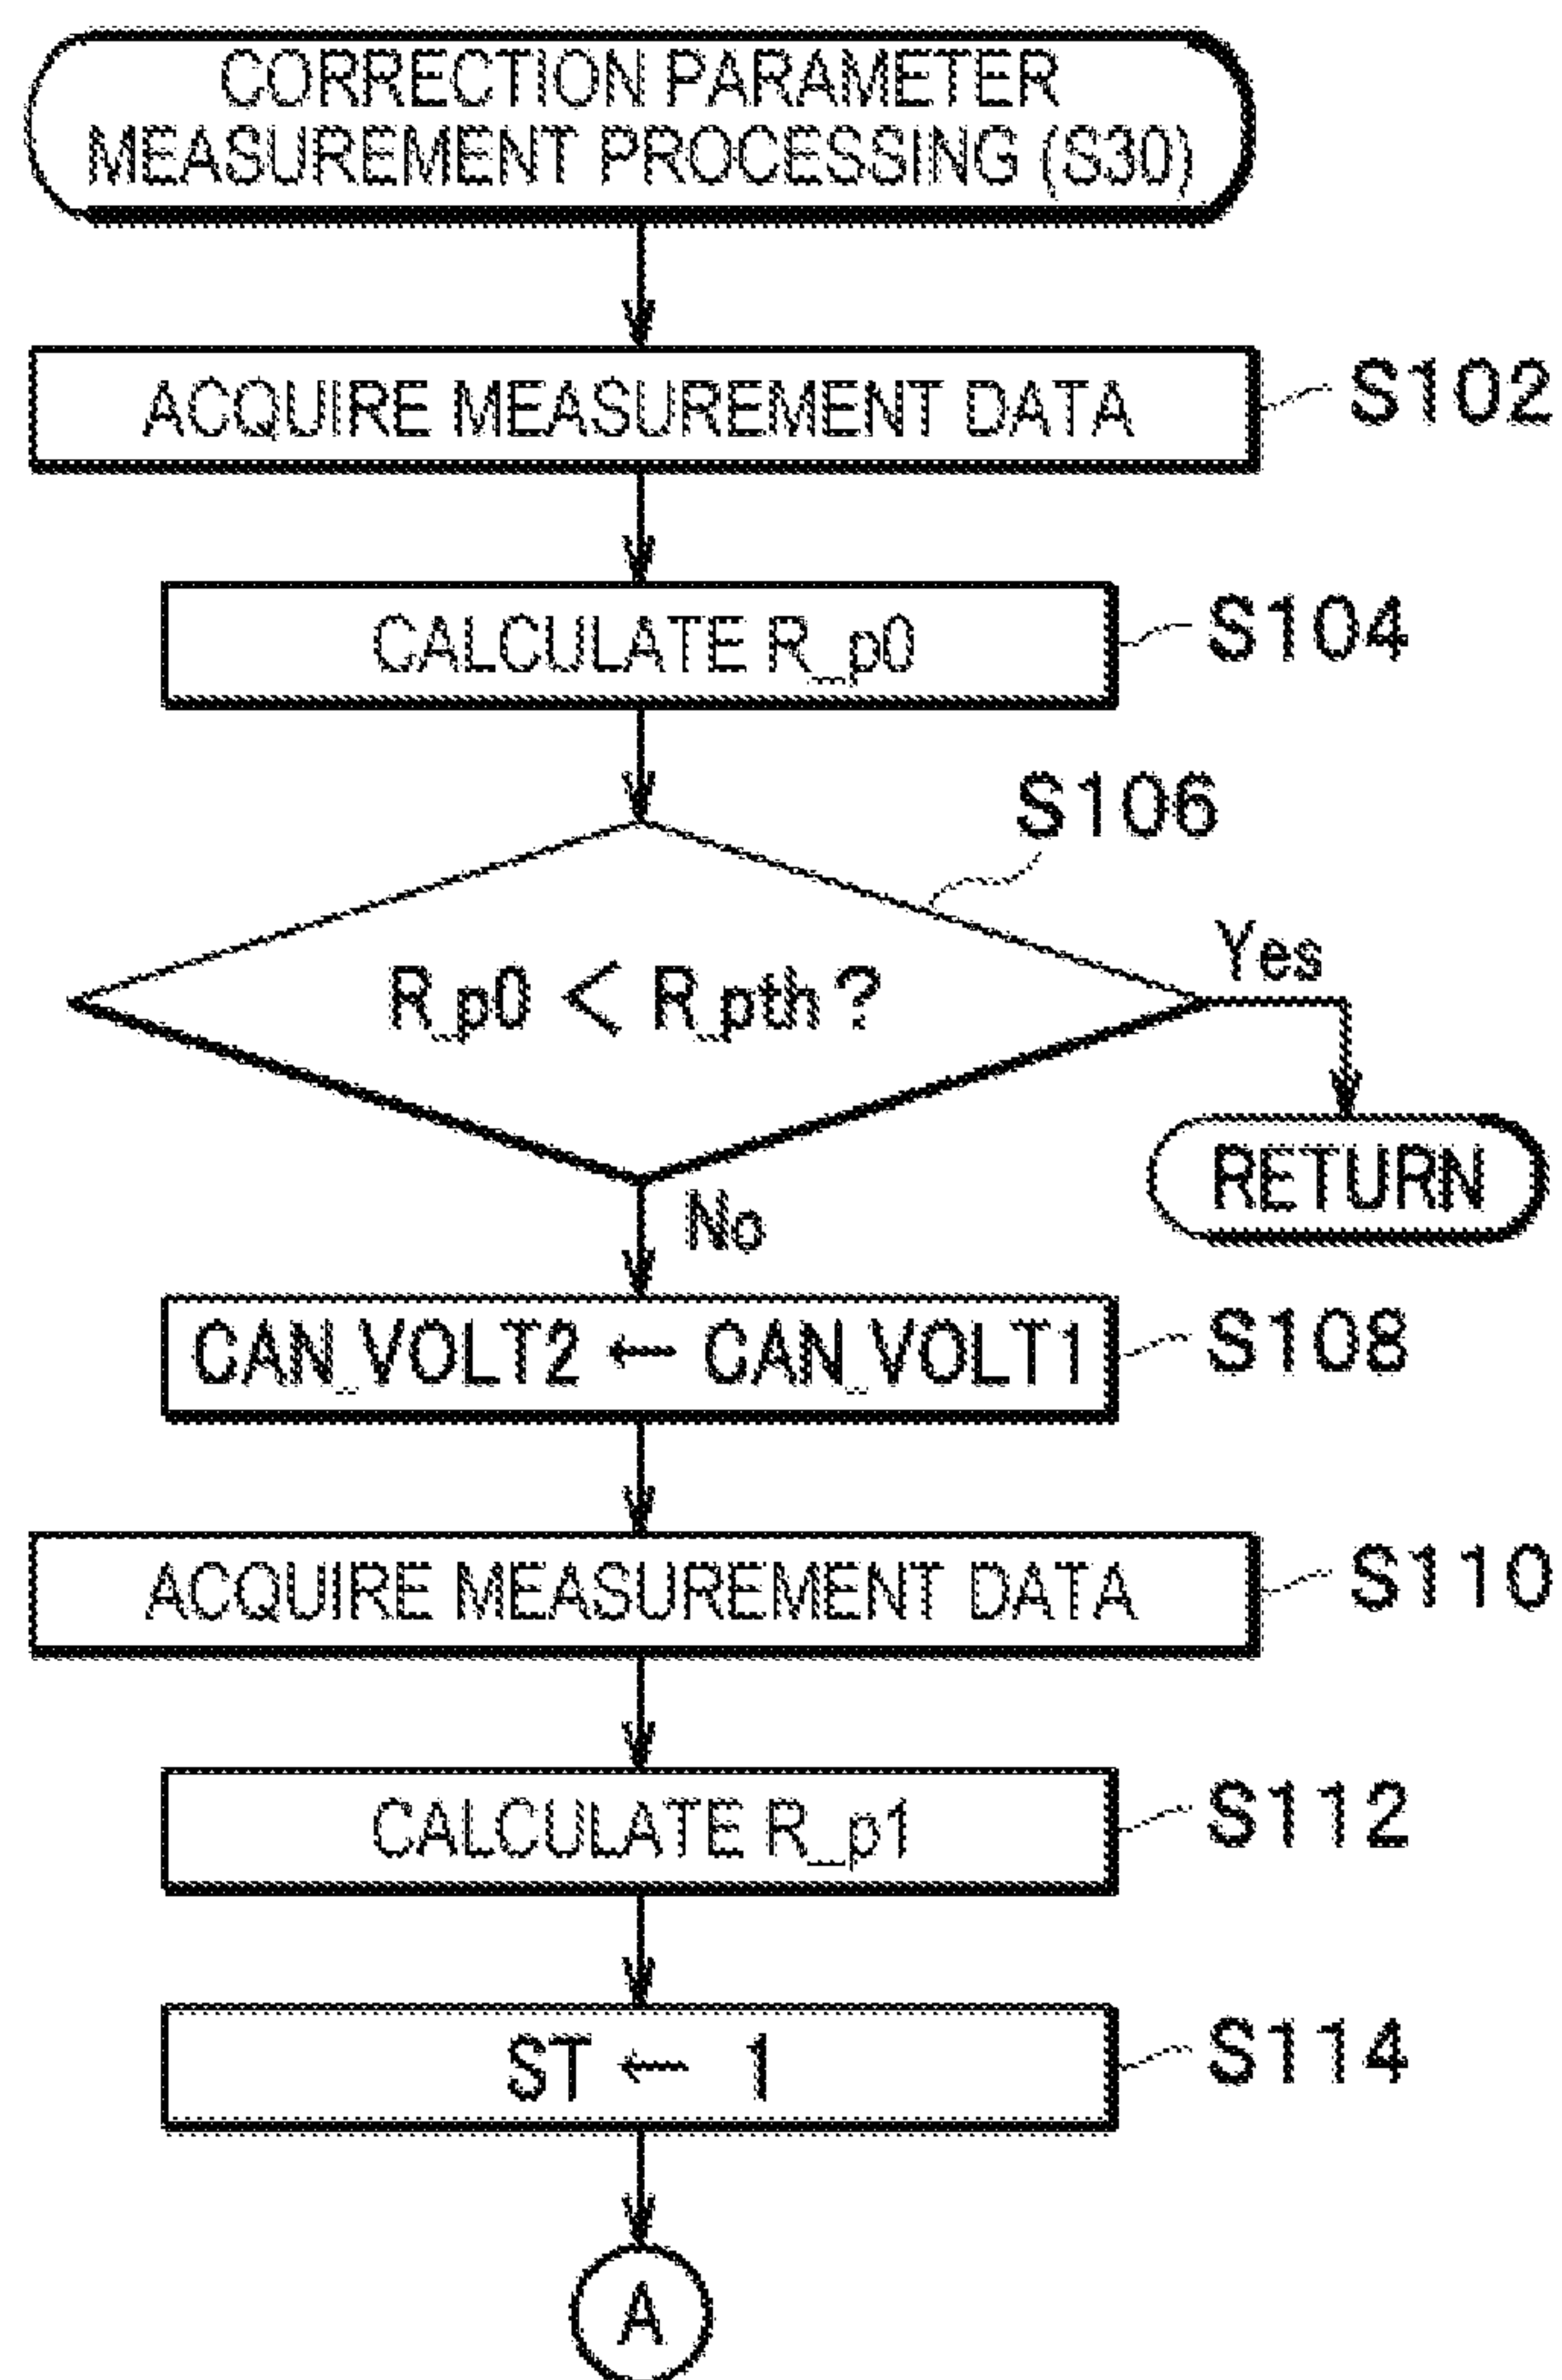 CORRECTION PARAMETER
MEASUREMENT PROCESSING (S30)
ACQUIRE MEASUREMENT DATA
S102
CALCULATE R_p0
S104
S106
R_p0 < R_pth?
Yes
RETURN
No
CAN_VOLT2 ← CAN_VOLT1
S108
ACQUIRE MEASUREMENT DATA
S110
CALCULATE R_p1
S112
ST ← 1
S114
A